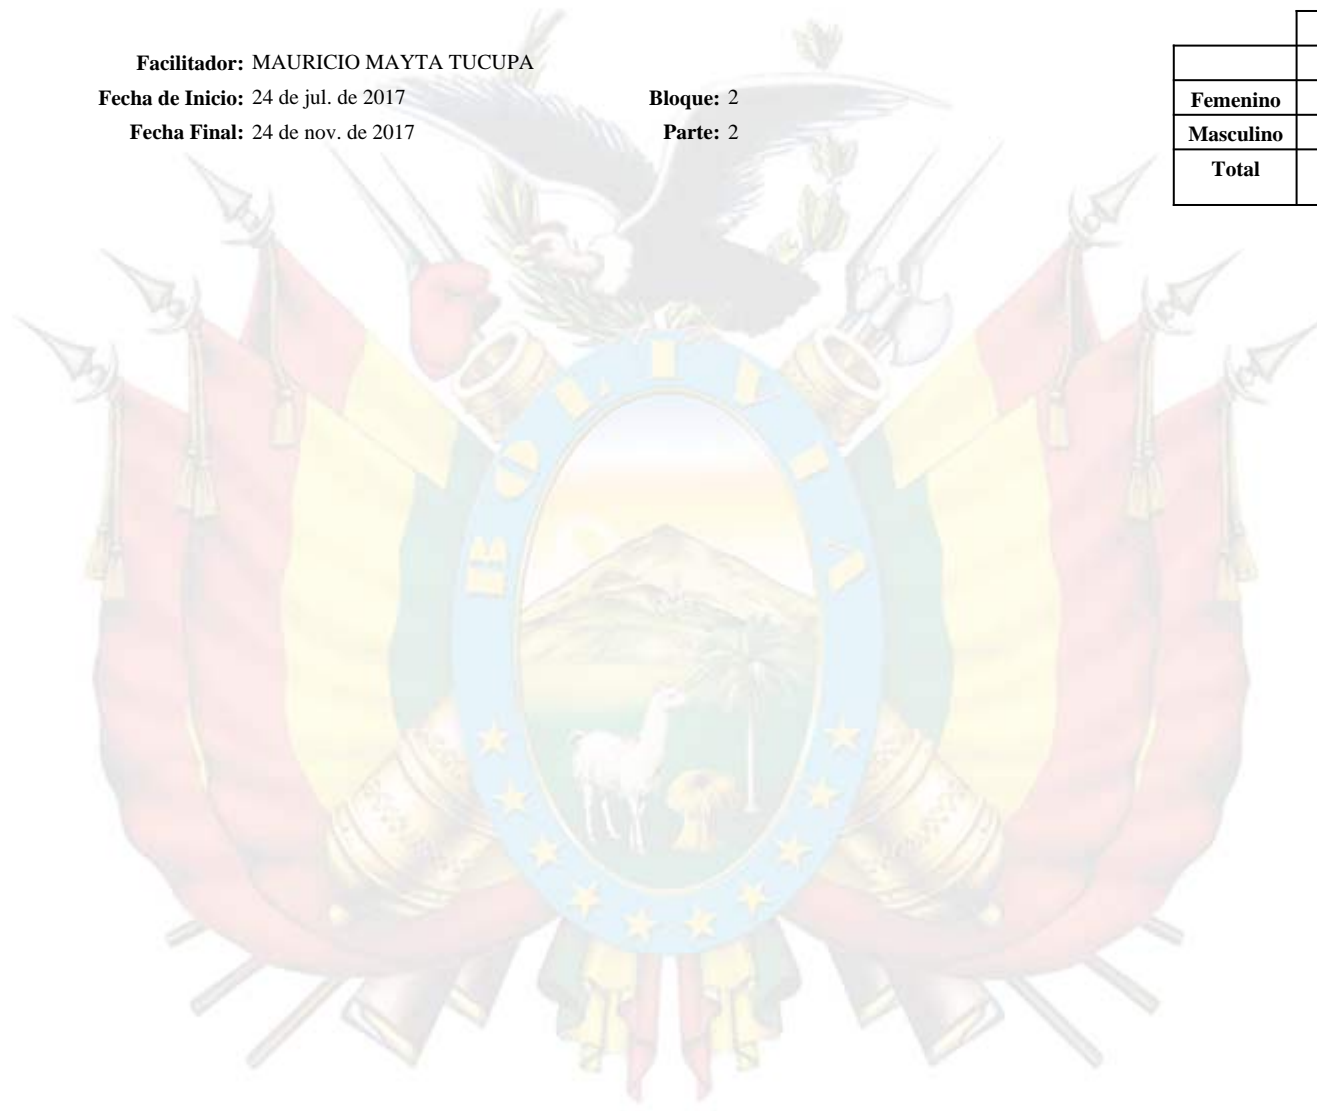 Facilitador: MAURICIO MAYTA TUCUPA
Fecha de Inicio: 24 de jul. de 2017 Bloque: 2
Fecha Final: 24 de nov. de 2017 Parte: 2
Femenino
Masculino
Total
BOLIVIA